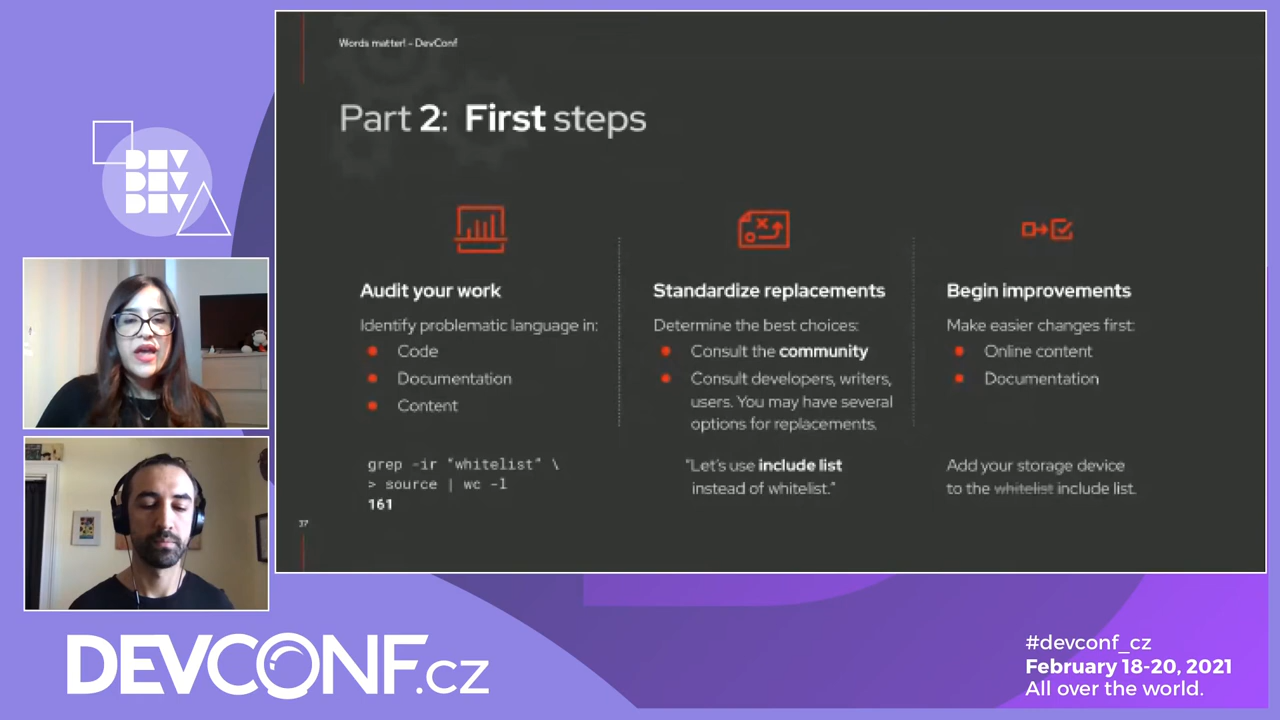 DEV
DEV
DEV
Words matter! - DevConf
Part 2: First steps
Audit your work
Identify problematic language in:
Code
Documentation
Content
grep -ir "whitelist" \
> source | wc -l
161
Standardize replacements
Determine the best choices:
Consult the community
Consult developers, writers,
users. You may have several
options for replacements.
"Let's use include list
instead of whitelist."
Begin improvements
Make easier changes first:
Online content
Documentation
Add your storage device
to the whitelist include list.
37
DEVCONF.cz
#devconf_cz
February 18-20, 2021
All over the world.